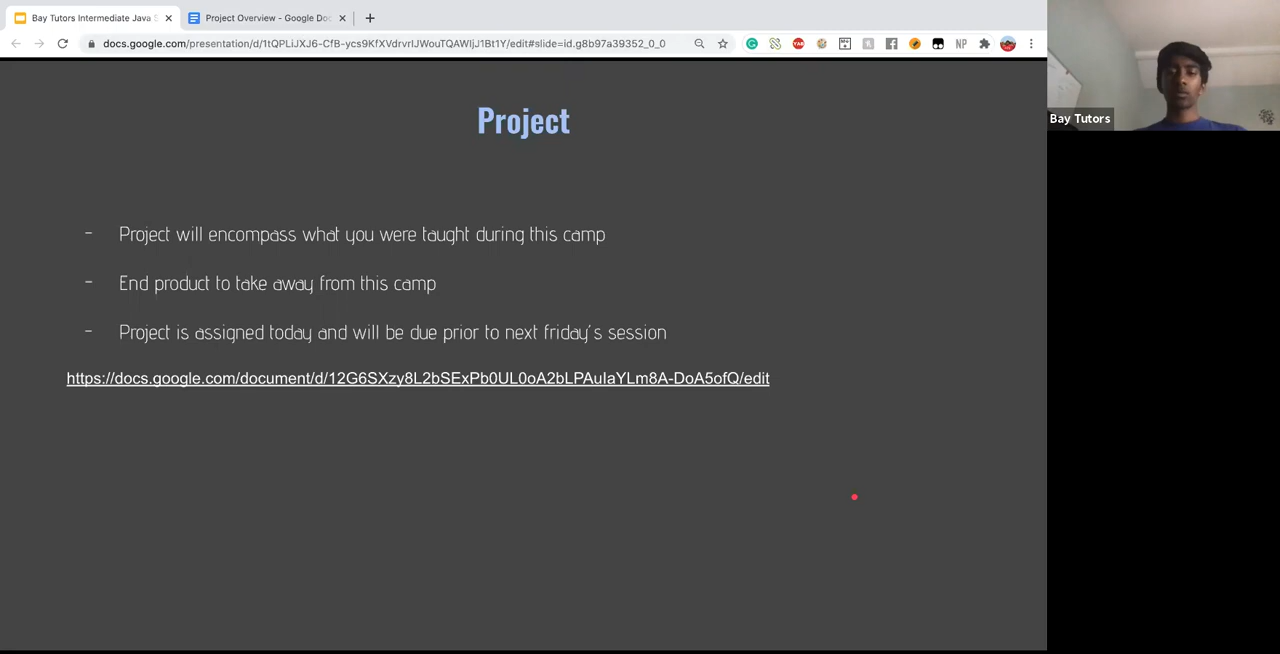 Bay Tutors Intermediate Java
Project Overview - Google Doc
docs.google.com/presentation/d/1tQPLiJXJ6-CfB-ycs9KfXVdrvrIJWouTQAWIjJ1Bt1Y/edit#slide=id.g8b97a39352_0_0
NP
Bay Tutors
Project
- Project will encompass what you were taught during this camp
- End product to take away from this camp
- Project is assigned today and will be due prior to next friday's session
https://docs.google.com/document/d/12G6SXzy8L2bSExPb0UL0oA2bLPAuIaYLm8A-DoA5ofQ/edit